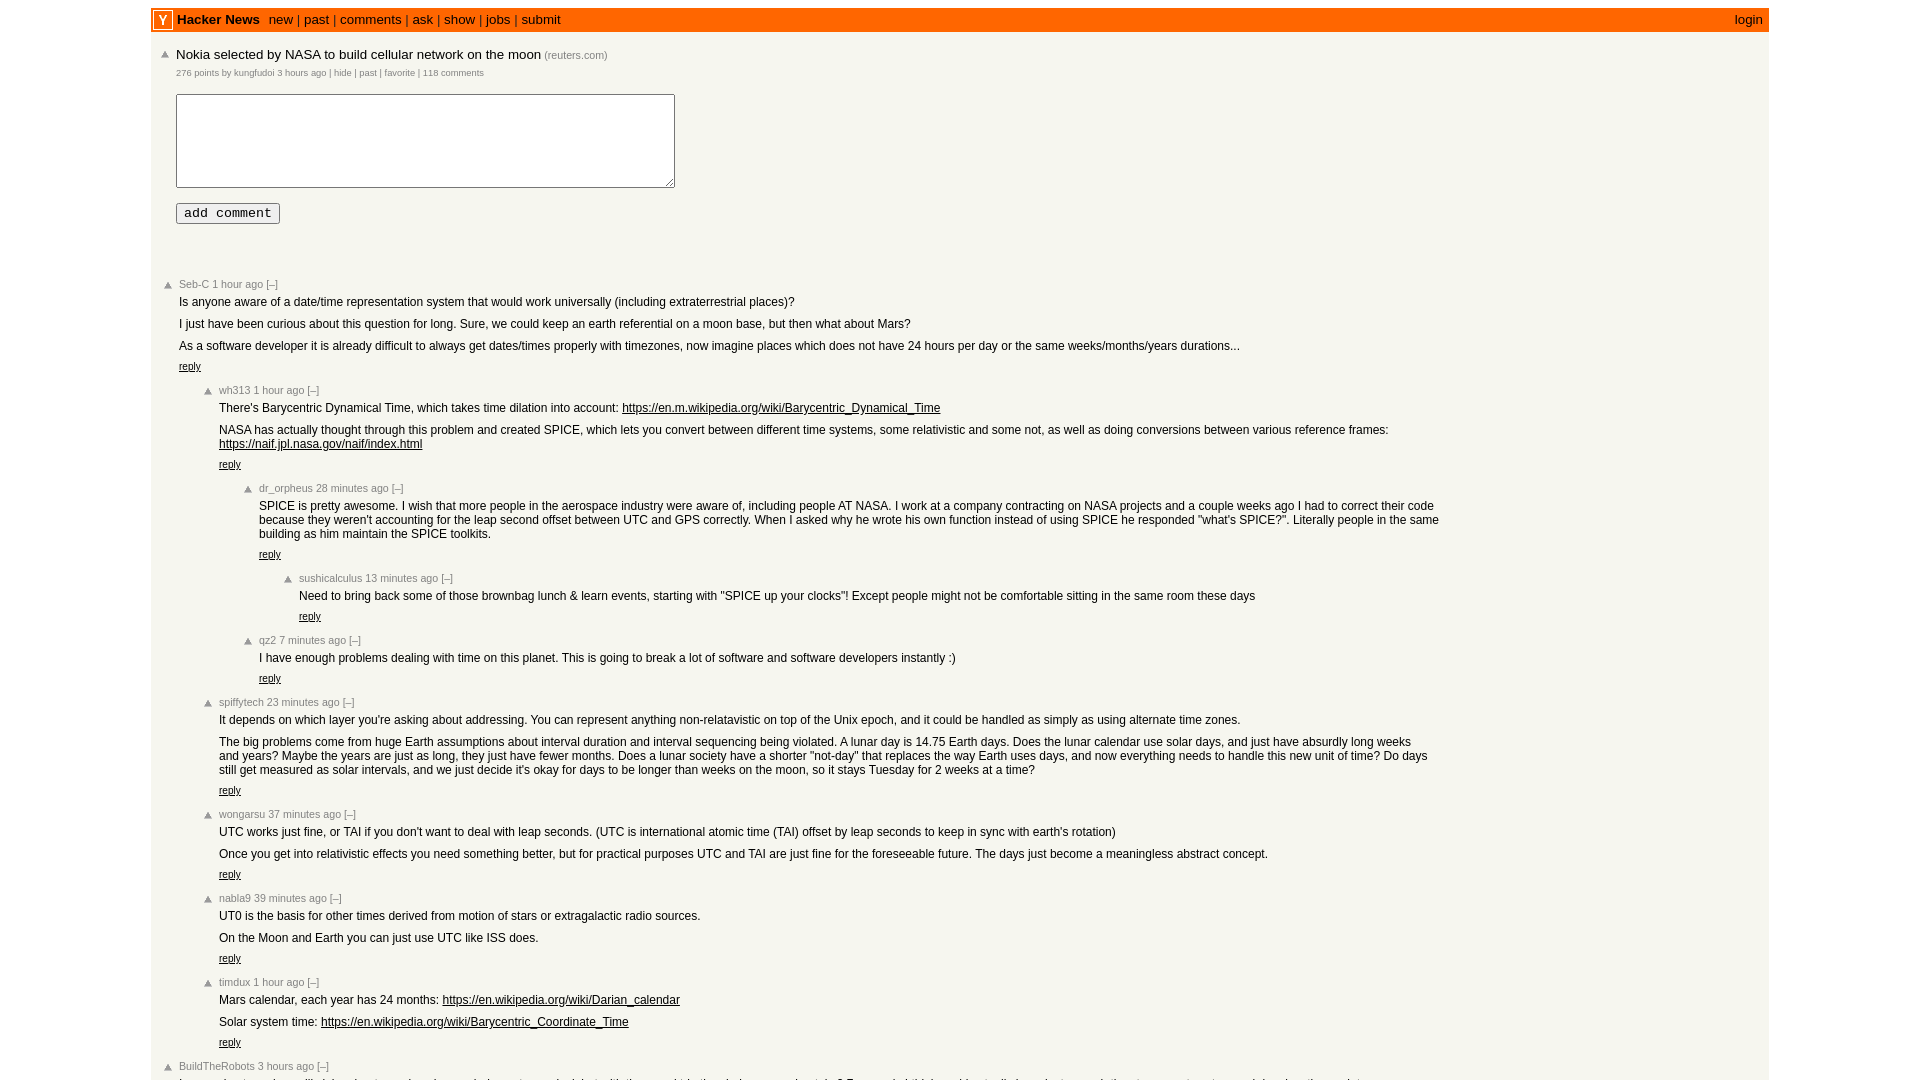 Y Hacker News new | past | comments | ask | show | jobs | submit login
Nokia selected by NASA to build cellular network on the moon (reuters.com)
276 points by kungfudoi 3 hours ago | hide | past | favorite | 118 comments
add comment
Seb-C 1 hour ago [–]
Is anyone aware of a date/time representation system that would work universally (including extraterrestrial places)?
I just have been curious about this question for long. Sure, we could keep an earth referential on a moon base, but then what about Mars?
As a software developer it is already difficult to always get dates/times properly with timezones, now imagine places which does not have 24 hours per day or the same weeks/months/years durations...
reply
wh313 1 hour ago [–]
There's Barycentric Dynamical Time, which takes time dilation into account: https://en.m.wikipedia.org/wiki/Barycentric_Dynamical_Time
NASA has actually thought through this problem and created SPICE, which lets you convert between different time systems, some relativistic and some not, as well as doing conversions between various reference frames:
https://naif.jpl.nasa.gov/naif/index.html
reply
dr_orpheus 28 minutes ago [–]
SPICE is pretty awesome. I wish that more people in the aerospace industry were aware of, including people AT NASA. I work at a company contracting on NASA projects and a couple weeks ago I had to correct their code
because they weren't accounting for the leap second offset between UTC and GPS correctly. When I asked why he wrote his own function instead of using SPICE he responded "what's SPICE?". Literally people in the same
building as him maintain the SPICE toolkits.
reply
sushicalculus 13 minutes ago [–]
Need to bring back some of those brownbag lunch & learn events, starting with "SPICE up your clocks"! Except people might not be comfortable sitting in the same room these days
reply
qz2 7 minutes ago [–]
I have enough problems dealing with time on this planet. This is going to break a lot of software and software developers instantly :)
reply
spiffytech 23 minutes ago [–]
It depends on which layer you're asking about addressing. You can represent anything non-relatavistic on top of the Unix epoch, and it could be handled as simply as using alternate time zones.
The big problems come from huge Earth assumptions about interval duration and interval sequencing being violated. A lunar day is 14.75 Earth days. Does the lunar calendar use solar days, and just have absurdly long weeks
and years? Maybe the years are just as long, they just have fewer months. Does a lunar society have a shorter "not-day" that replaces the way Earth uses days, and now everything needs to handle this new unit of time? Do days
still get measured as solar intervals, and we just decide it's okay for days to be longer than weeks on the moon, so it stays Tuesday for 2 weeks at a time?
reply
wongarsu 37 minutes ago [–]
UTC works just fine, or TAI if you don't want to deal with leap seconds. (UTC is international atomic time (TAI) offset by leap seconds to keep in sync with earth's rotation)
Once you get into relativistic effects you need something better, but for practical purposes UTC and TAI are just fine for the foreseeable future. The days just become a meaningless abstract concept.
reply
nabla9 39 minutes ago [–]
UT0 is the basis for other times derived from motion of stars or extragalactic radio sources.
On the Moon and Earth you can just use UTC like ISS does.
reply
timdux 1 hour ago [–]
Mars calendar, each year has 24 months: https://en.wikipedia.org/wiki/Darian_calendar
Solar system time: https://en.wikipedia.org/wiki/Barycentric_Coordinate_Time
reply
BuildTheRobots 3 hours ago [–]